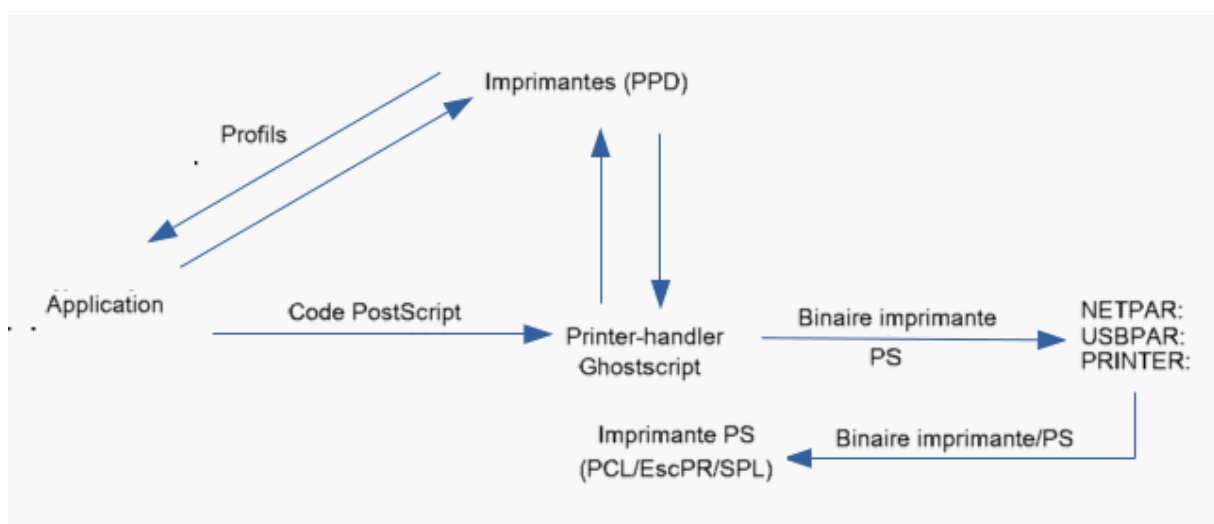 Imprimantes (PPD)
Profils
Application
Code PostScript
Printer-handler
Ghostscript
Binaire imprimante
PS
NETPAR:
USBPAR:
PRINTER:
Imprimante PS
(PCL/EscPR/SPL)
Binaire imprimante/PS